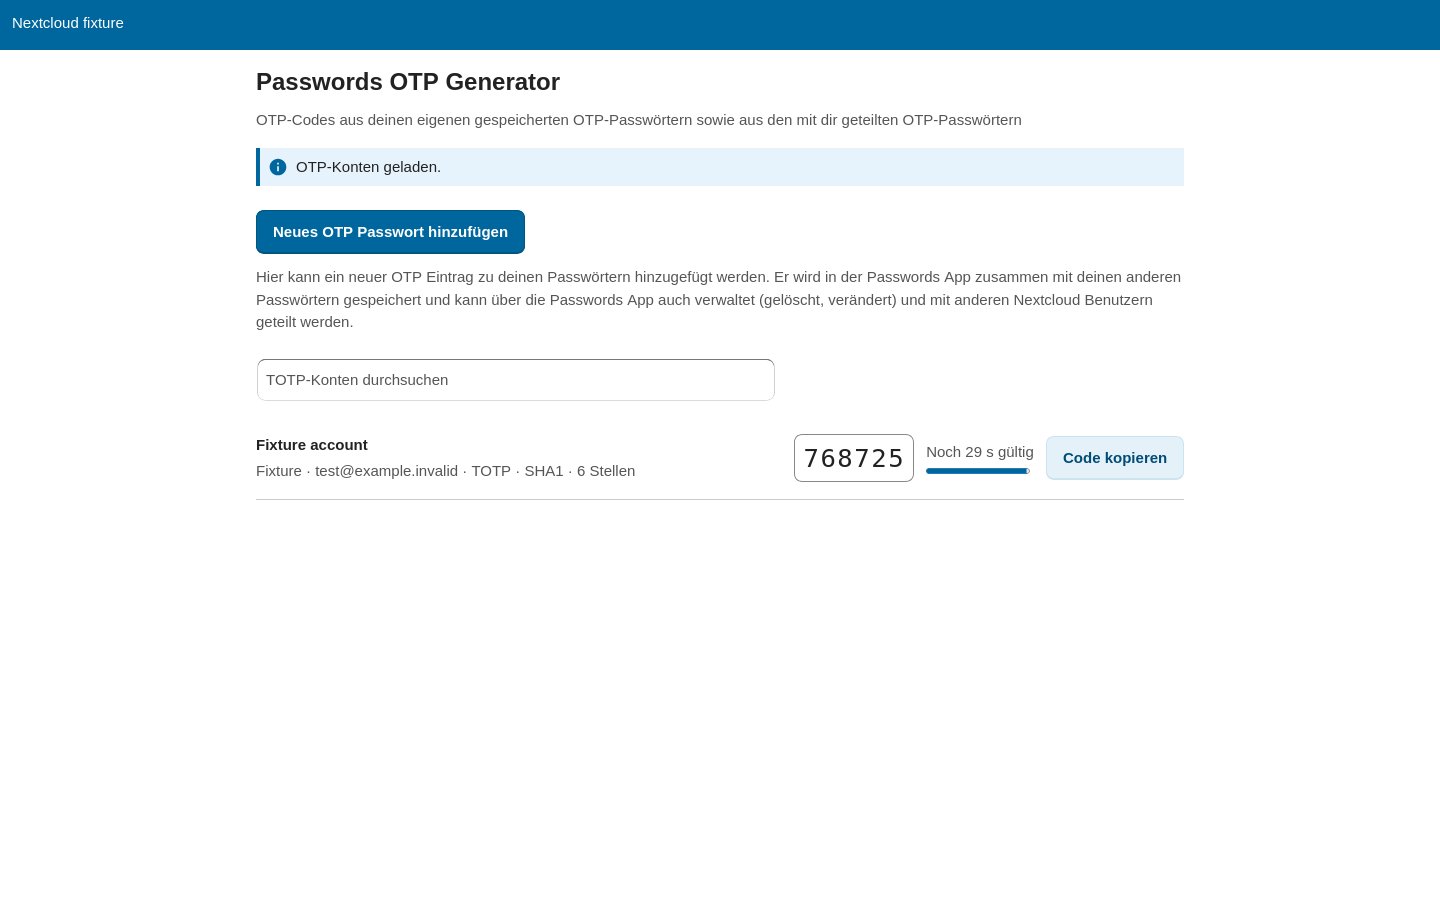 Nextcloud fixture
Passwords OTP Generator
OTP-Codes aus deinen eigenen gespeicherten OTP-Passwörtern sowie aus den mit dir geteilten OTP-Passwörtern
OTP-Konten geladen.
Neues OTP Passwort hinzufügen
Hier kann ein neuer OTP Eintrag zu deinen Passwörtern hinzugefügt werden. Er wird in der Passwords App zusammen mit deinen anderen
Passwörtern gespeichert und kann über die Passwords App auch verwaltet (gelöscht, verändert) und mit anderen Nextcloud Benutzern
geteilt werden.
TOTP-Konten durchsuchen
Fixture account
Fixture · test@example.invalid · TOTP · SHA1 · 6 Stellen
768725
Noch 29 s gültig
Code kopieren